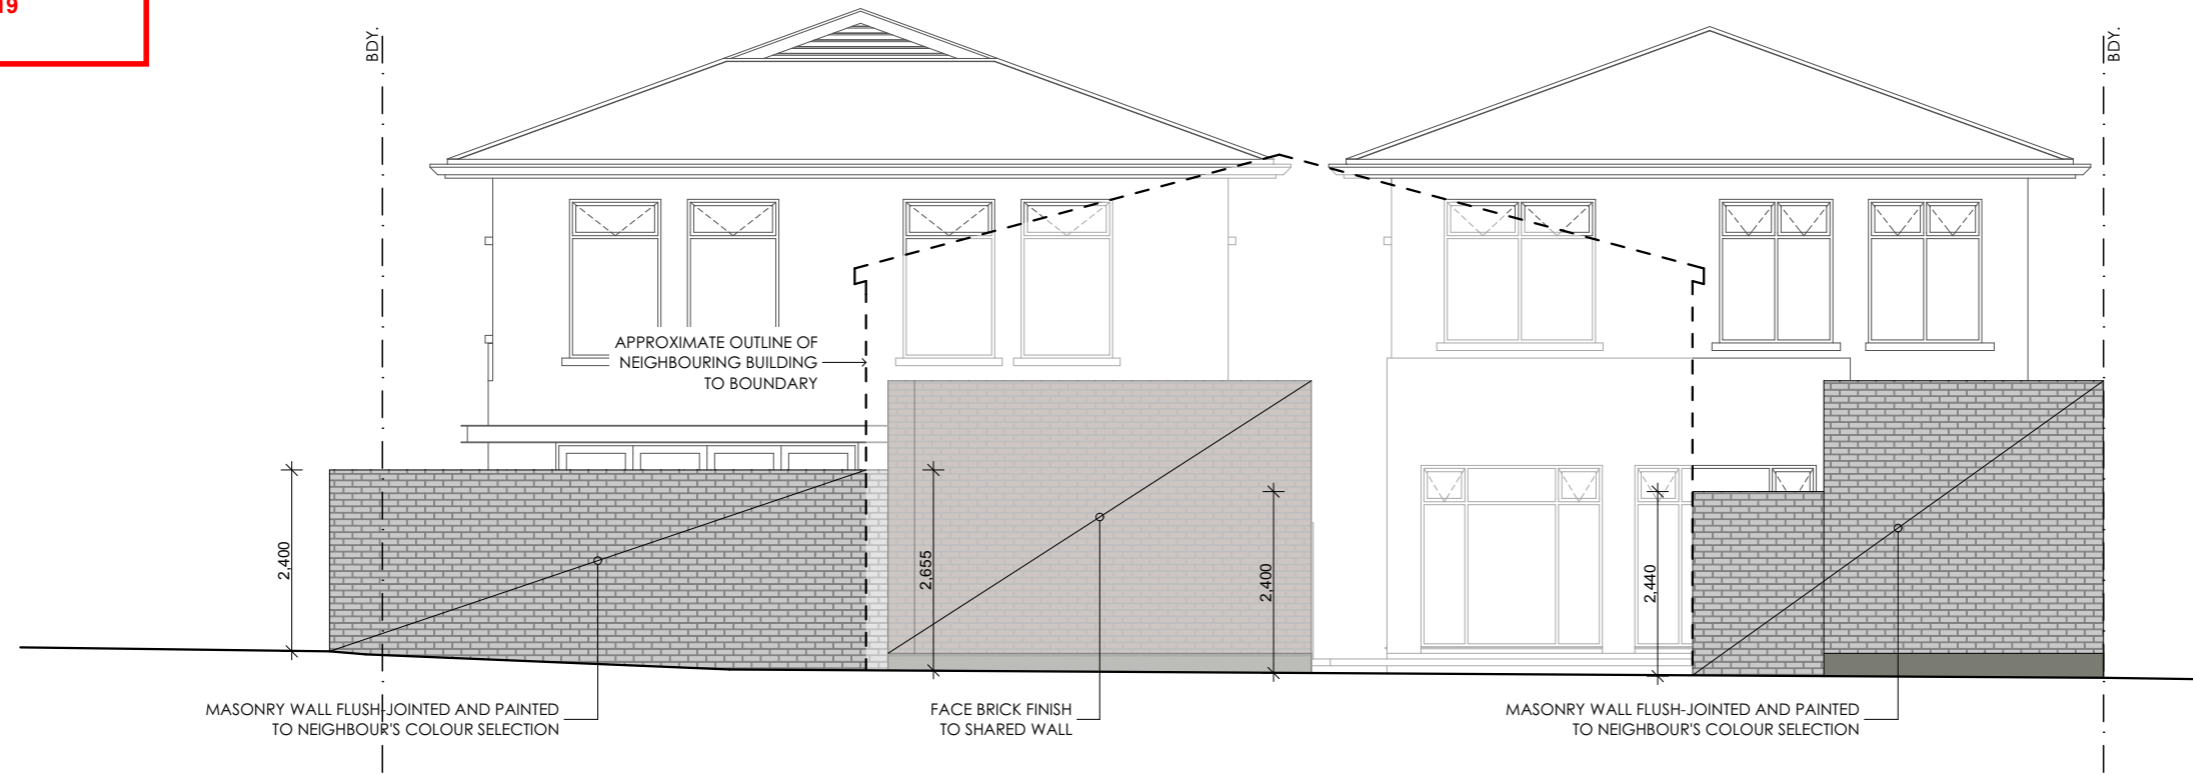 19
BDY.
BDY.
APPROXIMATE OUTLINE OF
NEIGHBOURING BUILDING
TO BOUNDARY
2,400
2,655
2,400
2,440
MASONRY WALL FLUSH-JOINTED AND PAINTED
TO NEIGHBOUR'S COLOUR SELECTION
FACE BRICK FINISH
TO SHARED WALL
MASONRY WALL FLUSH-JOINTED AND PAINTED
TO NEIGHBOUR'S COLOUR SELECTION